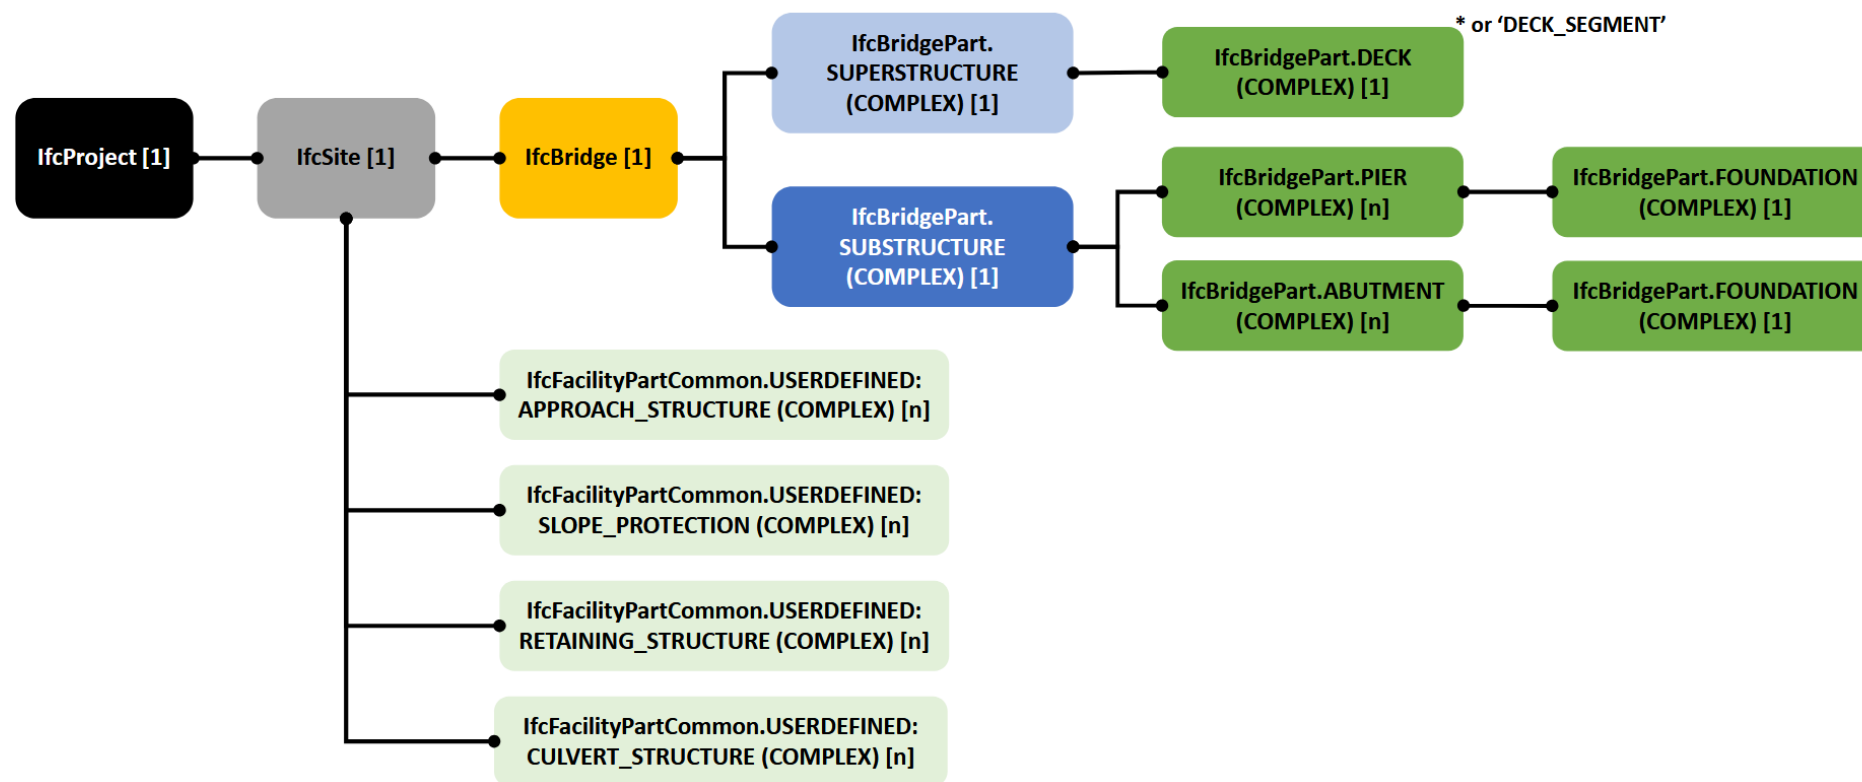 * or ‘DECK_SEGMENT’
IfcBridgePart.
SUPERSTRUCTURE
(COMPLEX) [1]
IfcBridgePart.DECK
(COMPLEX) [1]
IfcProject [1]
IfcSite [1]
IfcBridge [1]
IfcBridgePart.PIER
(COMPLEX) [n]
IfcBridgePart.FOUNDATION
(COMPLEX) [1]
IfcBridgePart.
SUBSTRUCTURE
(COMPLEX) [1]
IfcBridgePart.ABUTMENT
(COMPLEX) [n]
IfcBridgePart.FOUNDATION
(COMPLEX) [1]
IfcFacilityPartCommon.USERDEFINED:
APPROACH_STRUCTURE (COMPLEX) [n]
IfcFacilityPartCommon.USERDEFINED:
SLOPE_PROTECTION (COMPLEX) [n]
IfcFacilityPartCommon.USERDEFINED:
RETAINING_STRUCTURE (COMPLEX) [n]
IfcFacilityPartCommon.USERDEFINED:
CULVERT_STRUCTURE (COMPLEX) [n]